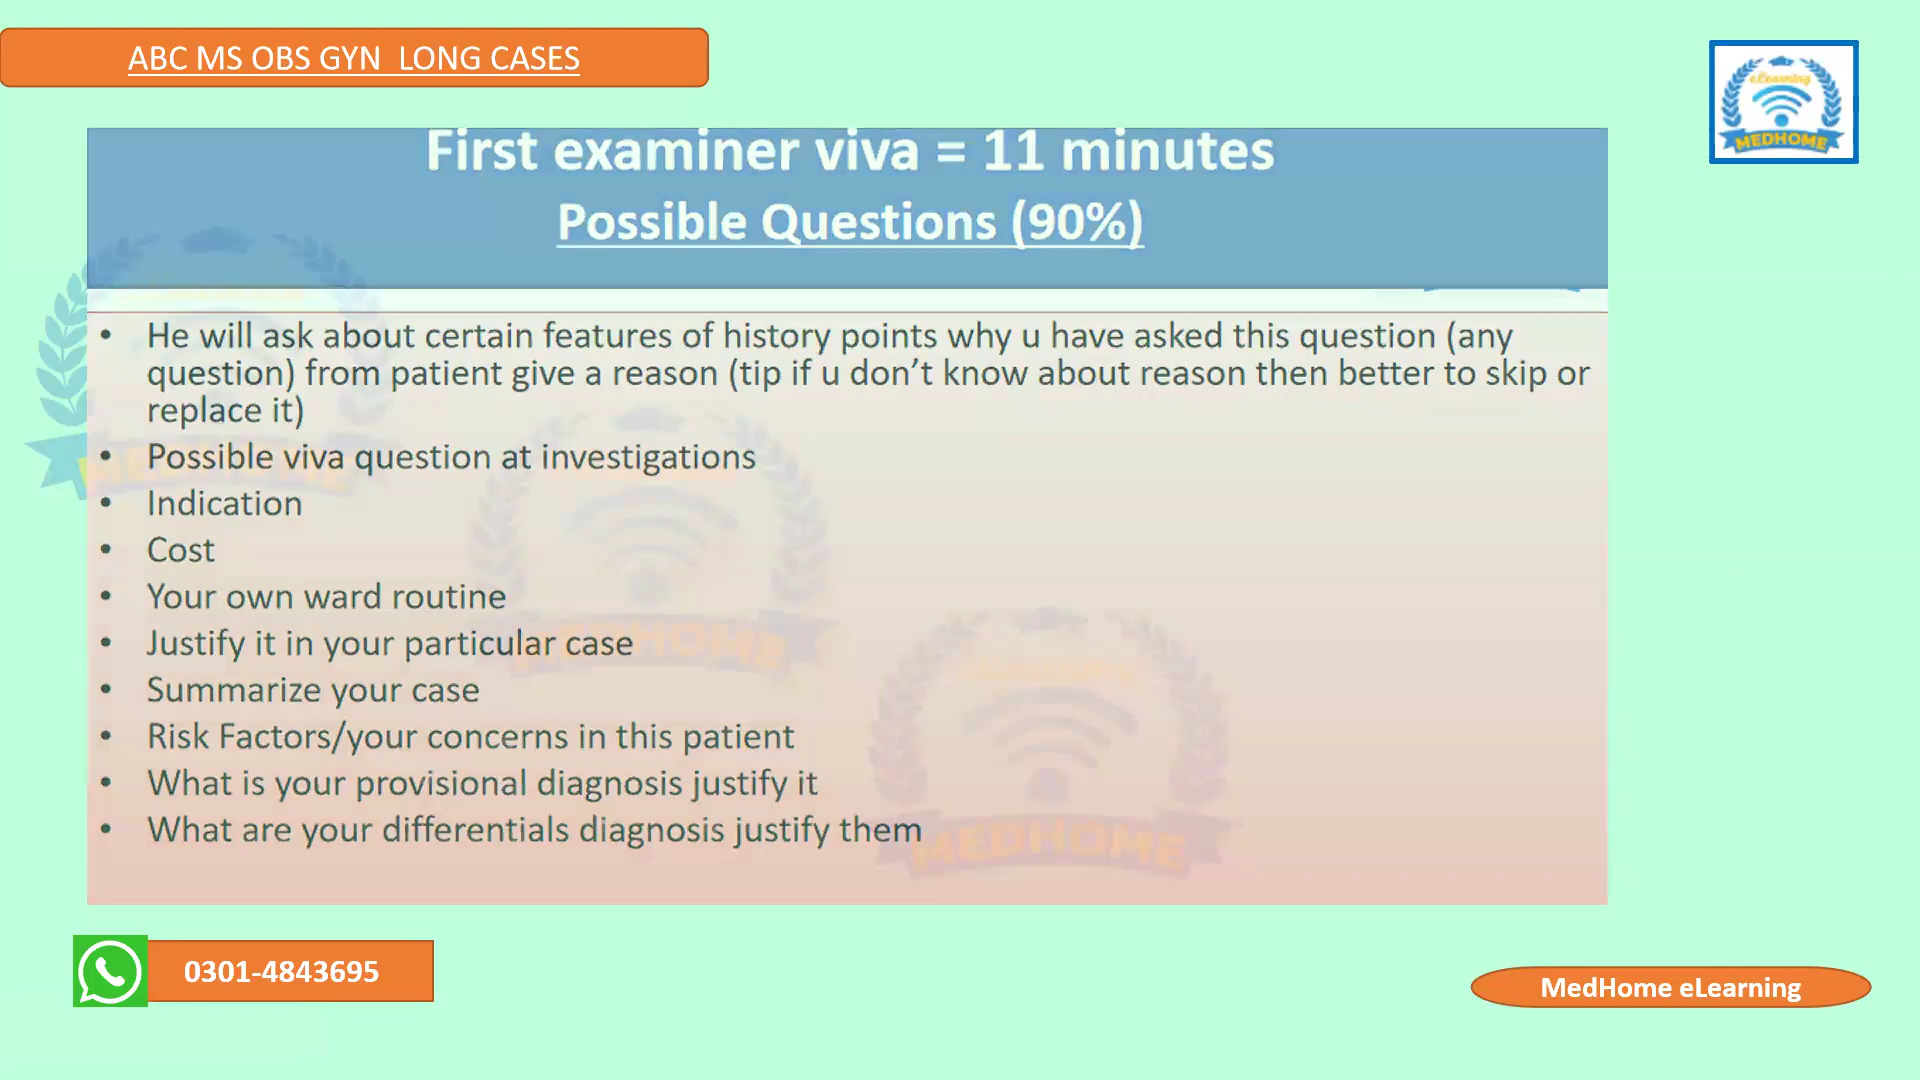 ABC MS OBS GYN LONG CASES
eLearning
MEDHOME
First examiner viva = 11 minutes
Possible Questions (90%)
• He will ask about certain features of history points why u have asked this question (any
question) from patient give a reason (tip if u don't know about reason then better to skip or
replace it)
• Possible viva question at investigations
• Indication
• Cost
• Your own ward routine
• Justify it in your particular case
• Summarize your case
• Risk Factors/your concerns in this patient
• What is your provisional diagnosis justify it
• What are your differentials diagnosis justify them
MEDHOME
MEDHOME
MEDHOME
0301-4843695
MedHome eLearning